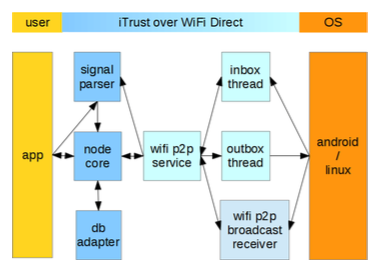 user
iTrust over WiFi Direct
OS
signal
parser
inbox
thread
app
node
core
wifi p2p
service
outbox
thread
android
/
linux
db
adapter
wifi p2p
broadcast
receiver